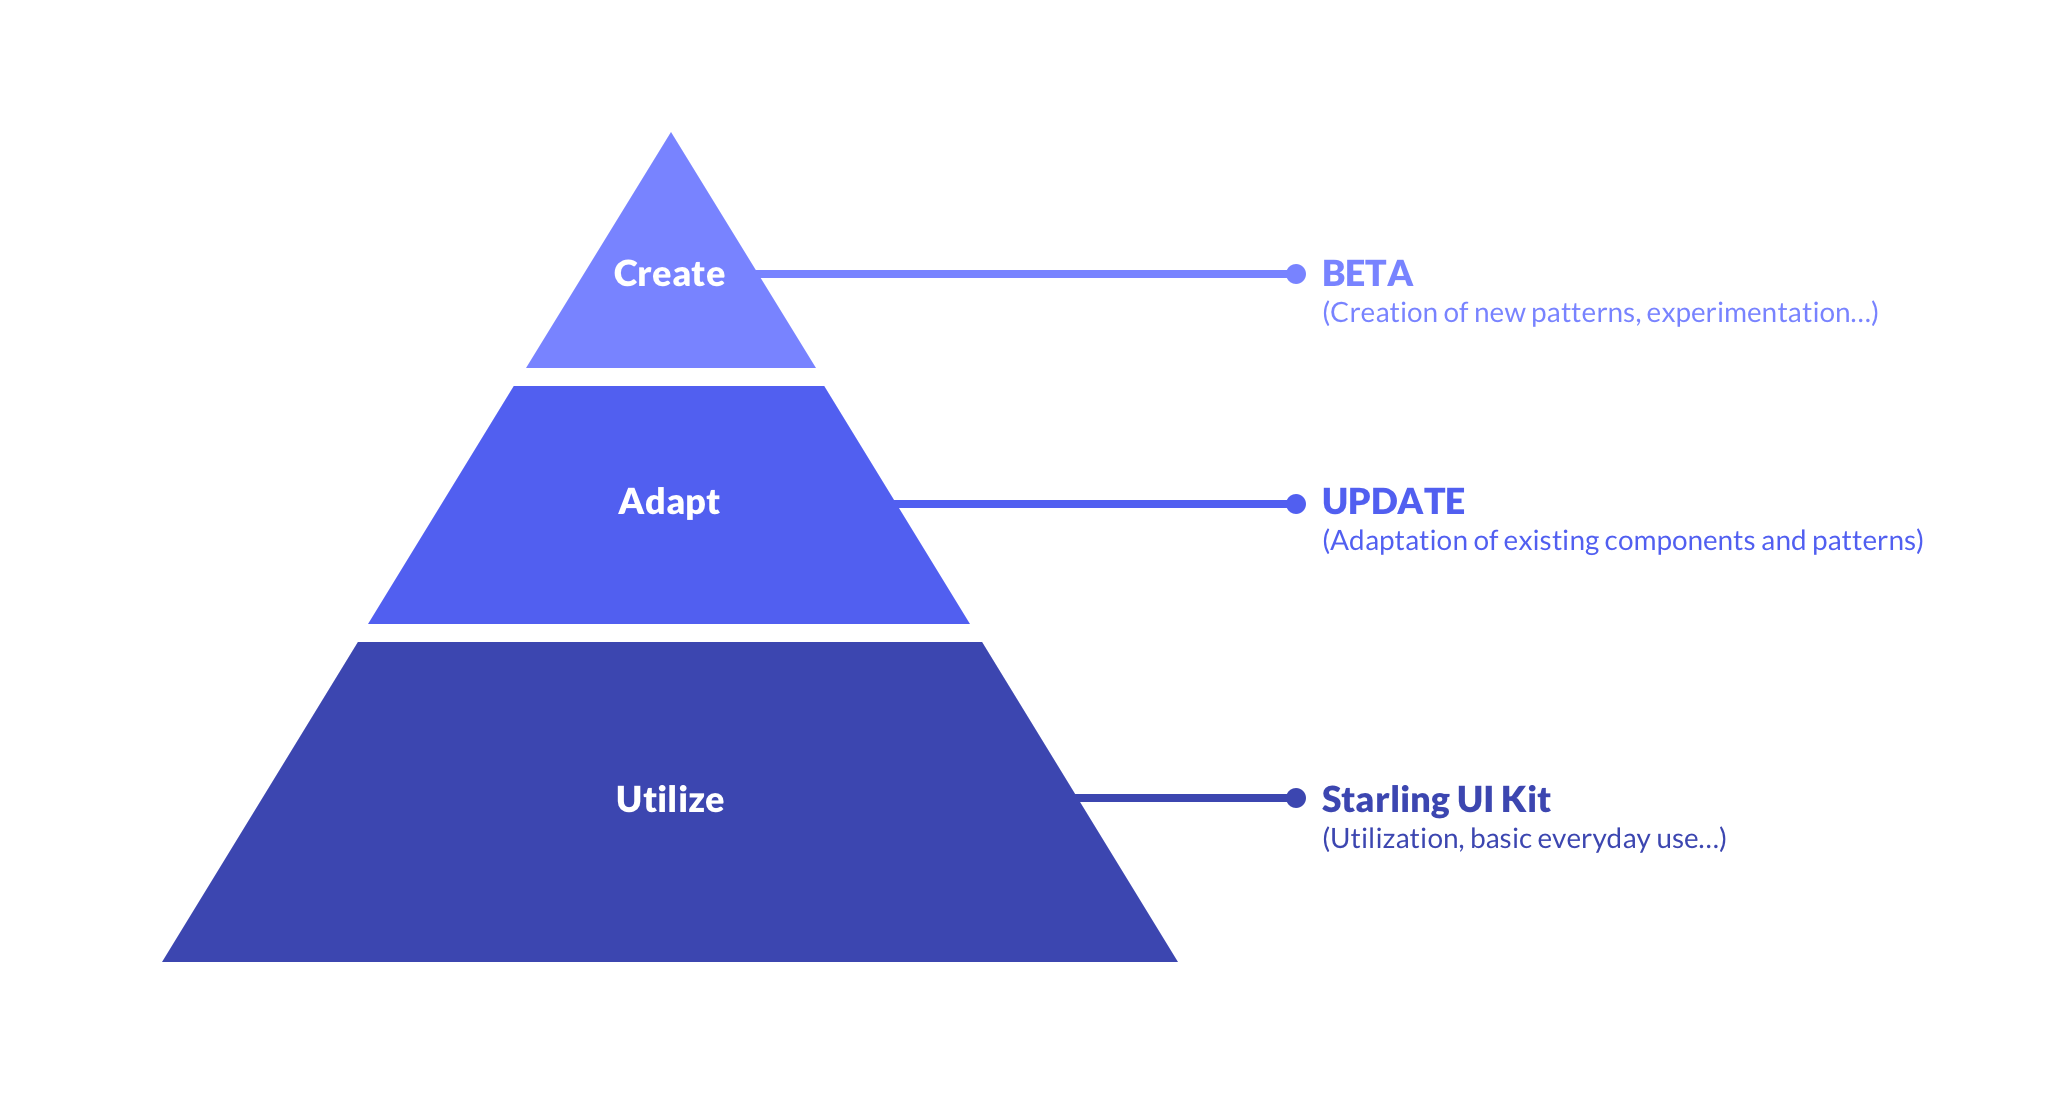 Create
BETA
(Creation of new patterns, experimentation...)
Adapt
UPDATE
(Adaptation of existing components and patterns)
Utilize
Starling UI Kit
(Utilization, basic everyday use...)